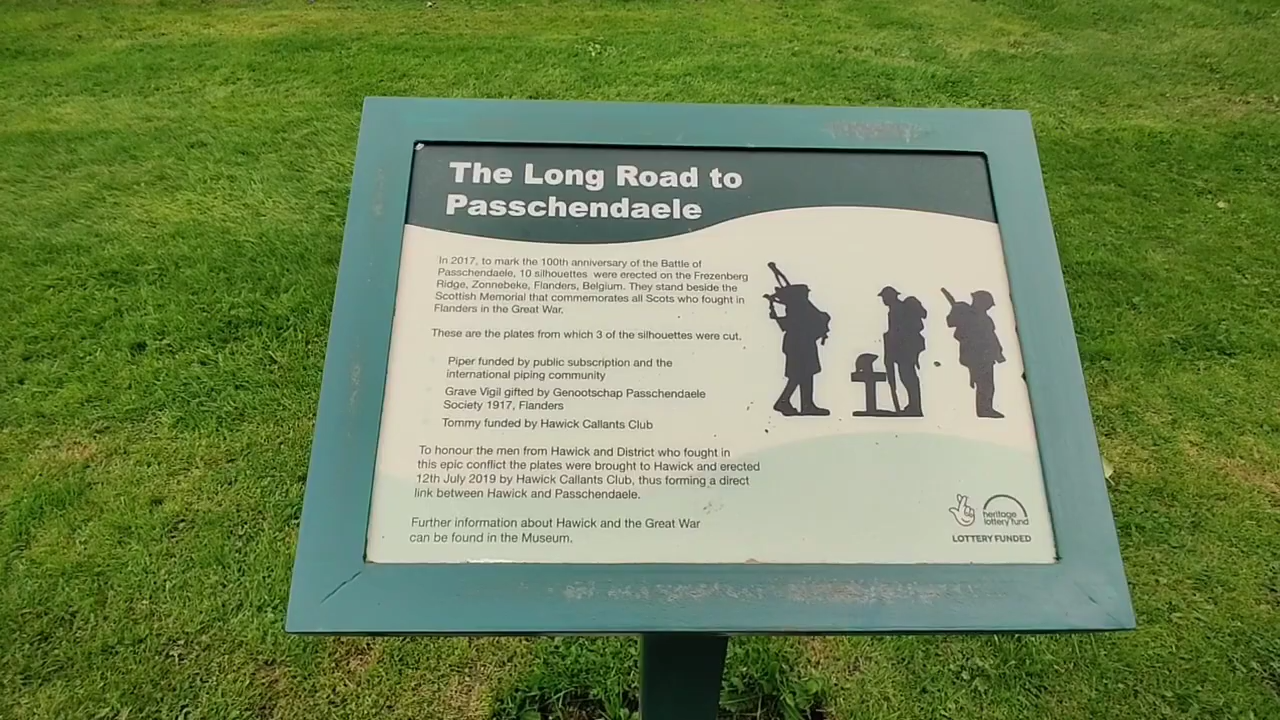 The Long Road to
Passchendaele
In 2017, to mark the 100th anniversary of the Battle of
Passchendaele, 10 silhouettes were erected on the Frezenberg
Ridge, Zonnebeke, Flanders, Belgium. They stand beside the
Scottish Memorial that commemorates all Scots who fought in
Flanders in the Great War.
These are the plates from which 3 of the silhouettes were cut.
Piper funded by public subscription and the
international piping community
Grave Vigil gifted by Genootschap Passchendaele
Society 1917, Flanders
Tommy funded by Hawick Callants Club
To honour the men from Hawick and District who fought in
this epic conflict the plates were brought to Hawick and erected
12th July 2019 by Hawick Callants Club, thus forming a direct
link between Hawick and Passchendaele.
Further information about Hawick and the Great War
can be found in the Museum.
heritage
lottery fund
LOTTERY FUNDED